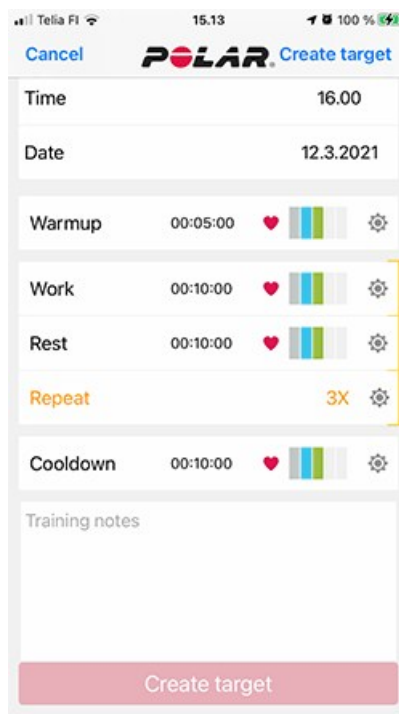 Telia FI 15.13 100 %
Cancel POLAR. Create target
Time 16.00
Date 12.3.2021
Warmup 00:05:00
Work 00:10:00
Rest 00:10:00
Repeat 3X
Cooldown 00:10:00
Training notes
Create target